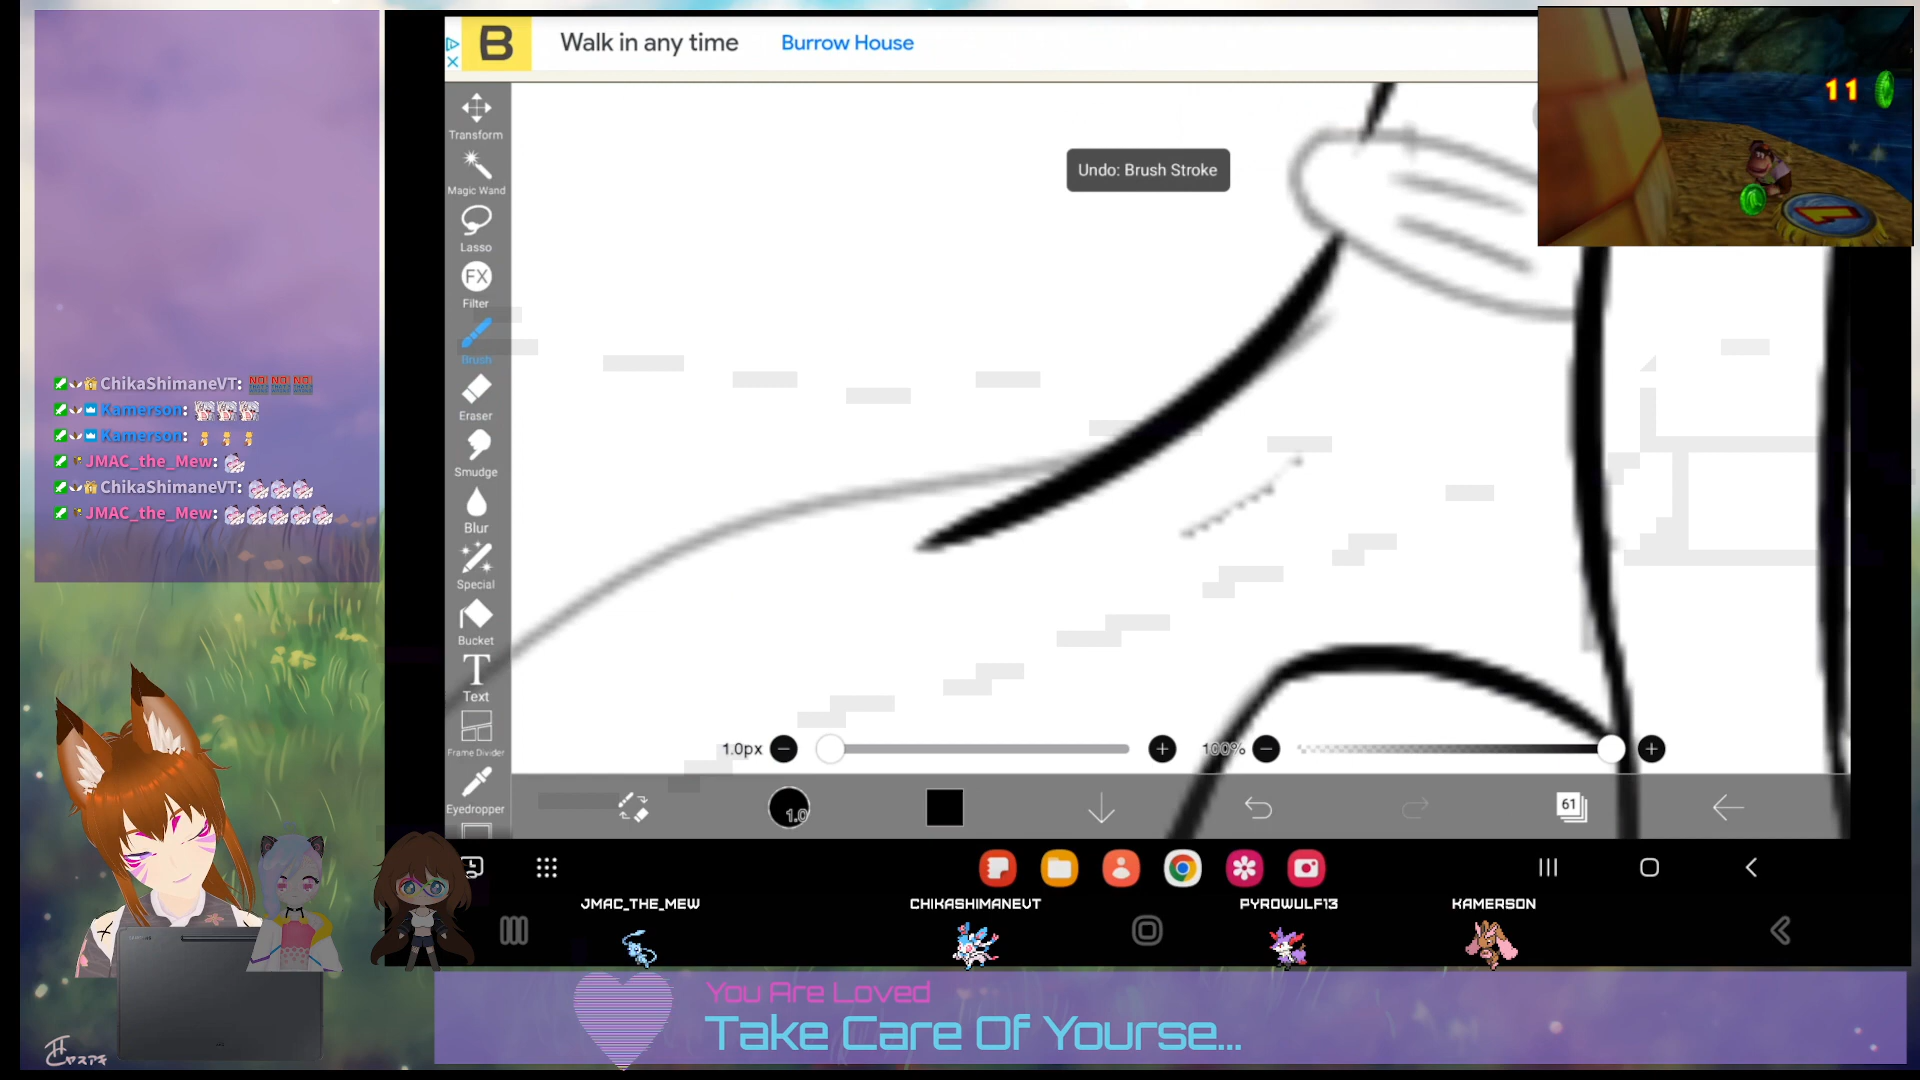 B Walk in any time Burrow House
11
Transform
Magic Wand
Lasso
FX
Filter
Brush
Eraser
Smudge
Blur
Special
Bucket
T
Text
Frame Divider
Eyedropper
Undo: Brush Stroke
1.0px
100%
1.0
61
ChikaShimaneVT:
Kamerson:
Kamerson:
JMAC_the_Mew:
ChikaShimaneVT:
JMAC_the_Mew:
JMAC_THE_MEW
CHIKASHIMANEVT
PYROWULF13
KAMERSON
You Are Loved
Take Care Of Yourse...